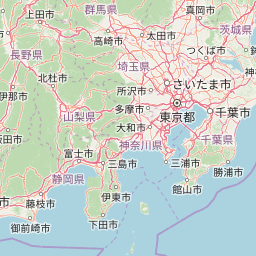 上田市
群馬県
真岡市
茨城県
高崎市
太田市
長野県
つくば市
埼玉県
北杜市
所沢市
さいたま市
伊那市
山梨県
多摩市
東京都
千葉市
大和市
飯田市
千葉県
富士市
神奈川県
三島市
三浦市
勝浦市
静岡県
館山市
伊東市
藤枝市
下田市
御前崎市